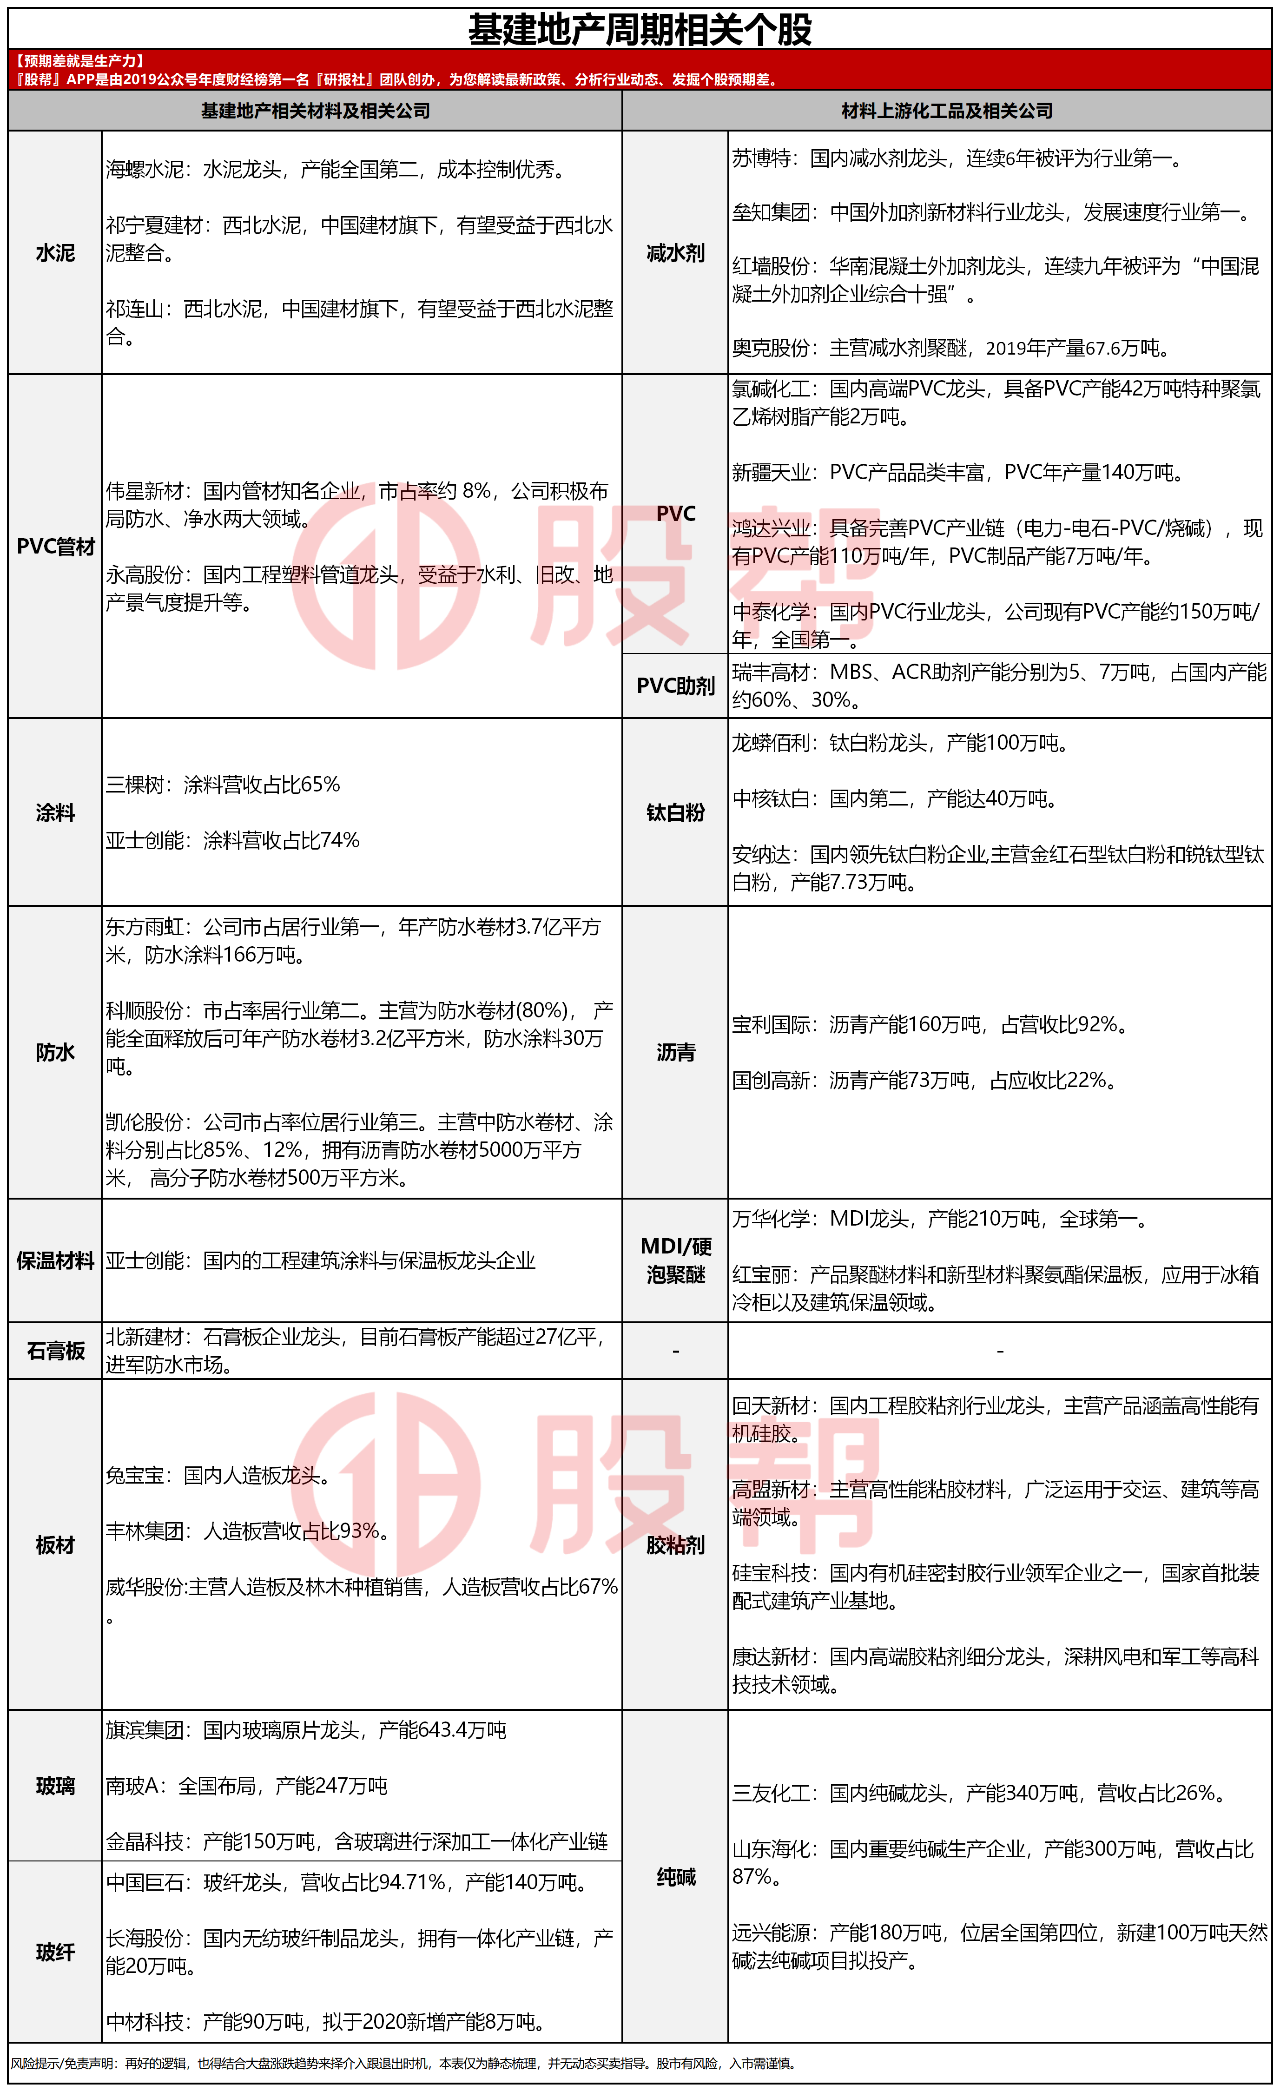 基建地产周期相关个股
【预期差就是生产力】
『股帮』APP是由2019公众号年度财经榜第一名『研报社』团队创办，为您解读最新政策、分析行业动态、发掘个股预期差。
基建地产相关材料及相关公司
材料上游化工品及相关公司
水泥
海螺水泥：水泥龙头，产能全国第二，成本控制优秀。
祁宁夏建材：西北水泥，中国建材旗下，有望受益于西北水
泥整合。
祁连山：西北水泥，中国建材旗下，有望受益于西北水泥整
合。
减水剂
苏博特：国内减水剂龙头，连续6年被评为行业第一。
垒知集团：中国外加剂新材料行业龙头，发展速度行业第一。
红墙股份：华南混凝土外加剂龙头，连续九年被评为“中国混
凝土外加剂企业综合十强”。
奥克股份：主营减水剂聚醚，2019年产量67.6万吨。
PVC管材
伟星新材：国内管材知名企业，市占率约 8%，公司积极布
局防水、净水两大领域。
永高股份：国内工程塑料管道龙头，受益于水利、旧改、地
产景气度提升等。
PVC
氯碱化工：国内高端PVC龙头，具备PVC产能42万吨特种聚氯
乙烯树脂产能2万吨。
新疆天业：PVC产品品类丰富，PVC年产量140万吨。
鸿达兴业：具备完善PVC产业链（电力-电石-PVC/烧碱），现
有PVC产能110万吨/年，PVC制品产能7万吨/年。
中泰化学：国内PVC行业龙头，公司现有PVC产能约150万吨/
年，全国第一。
PVC助剂
瑞丰高材：MBS、ACR助剂产能分别为5、7万吨，占国内产能
约60%、30%。
涂料
三棵树：涂料营收占比65%
亚士创能：涂料营收占比74%
钛白粉
龙蟒佰利：钛白粉龙头，产能100万吨。
中核钛白：国内第二，产能达40万吨。
安纳达：国内领先钛白粉企业,主营金红石型钛白粉和锐钛型钛
白粉，产能7.73万吨。
防水
东方雨虹：公司市占居行业第一，年产防水卷材3.7亿平方
米，防水涂料166万吨。
科顺股份：市占率居行业第二。主营为防水卷材(80%)， 产
能全面释放后可年产防水卷材3.2亿平方米，防水涂料30万
吨。
凯伦股份：公司市占率位居行业第三。主营中防水卷材、涂
料分别占比85%、12%，拥有沥青防水卷材5000万平方
米， 高分子防水卷材500万平方米。
沥青
宝利国际：沥青产能160万吨，占营收比92%。
国创高新：沥青产能73万吨，占应收比22%。
保温材料
亚士创能：国内的工程建筑涂料与保温板龙头企业
MDI/硬
泡聚醚
万华化学：MDI龙头，产能210万吨，全球第一。
红宝丽：产品聚醚材料和新型材料聚氨酯保温板，应用于冰箱
冷柜以及建筑保温领域。
石膏板
北新建材：石膏板企业龙头，目前石膏板产能超过27亿平，
进军防水市场。
-
-
板材
兔宝宝：国内人造板龙头。
丰林集团：人造板营收占比93%。
威华股份:主营人造板及林木种植销售，人造板营收占比67%
。
胶粘剂
回天新材：国内工程胶粘剂行业龙头，主营产品涵盖高性能有
机硅胶。
高盟新材：主营高性能粘胶材料，广泛运用于交运、建筑等高
端领域。
硅宝科技：国内有机硅密封胶行业领军企业之一，国家首批装
配式建筑产业基地。
康达新材：国内高端胶粘剂细分龙头，深耕风电和军工等高科
技技术领域。
玻璃
旗滨集团：国内玻璃原片龙头，产能643.4万吨
南玻A：全国布局，产能247万吨
金晶科技：产能150万吨，含玻璃进行深加工一体化产业链
玻纤
中国巨石：玻纤龙头，营收占比94.71%，产能140万吨。
长海股份：国内无纺玻纤制品龙头，拥有一体化产业链，产
能20万吨。
中材科技：产能90万吨，拟于2020新增产能8万吨。
纯碱
三友化工：国内纯碱龙头，产能340万吨，营收占比26%。
山东海化：国内重要纯碱生产企业，产能300万吨，营收占比
87%。
远兴能源：产能180万吨，位居全国第四位，新建100万吨天然
碱法纯碱项目拟投产。
风险提示/免责声明：再好的逻辑，也得结合大盘涨跌趋势来择介入跟退出时机，本表仅为静态梳理，并无动态买卖指导。股市有风险，入市需谨慎。
股帮
股帮